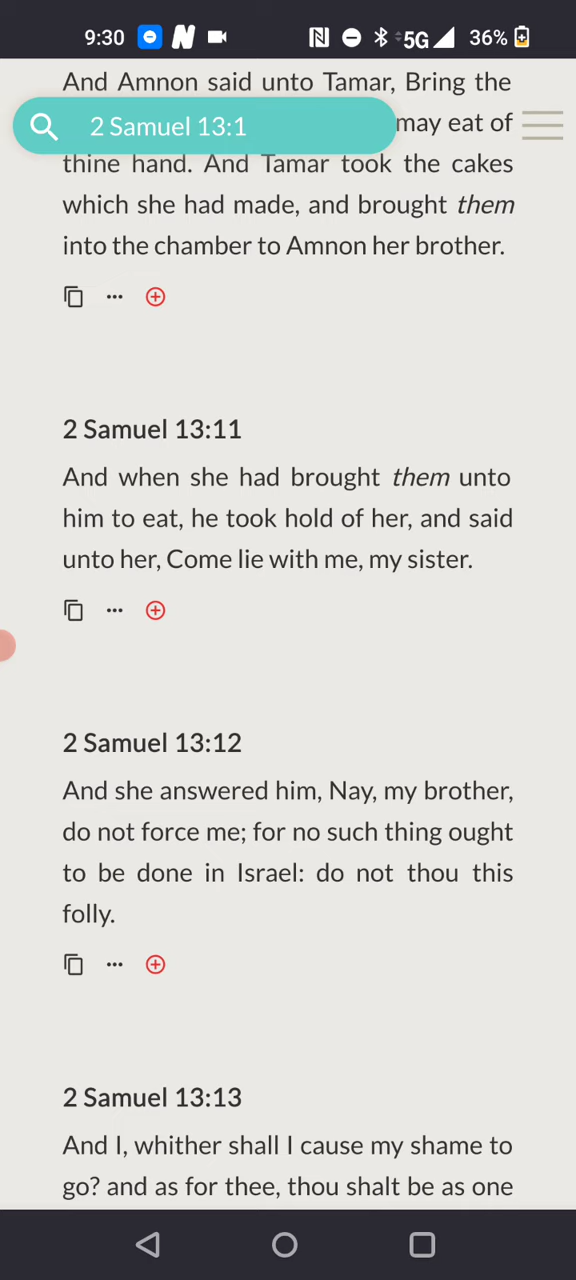 9:30
5G
36%
And Amnon said unto Tamar, Bring the
2 Samuel 13:1
may eat of
thine hand. And Tamar took the cakes
which she had made, and brought them
into the chamber to Amnon her brother.
2 Samuel 13:11
And when she had brought them unto
him to eat, he took hold of her, and said
unto her, Come lie with me, my sister.
2 Samuel 13:12
And she answered him, Nay, my brother,
do not force me; for no such thing ought
to be done in Israel: do not thou this
folly.
2 Samuel 13:13
And I, whither shall I cause my shame to
go? and as for thee, thou shalt be as one